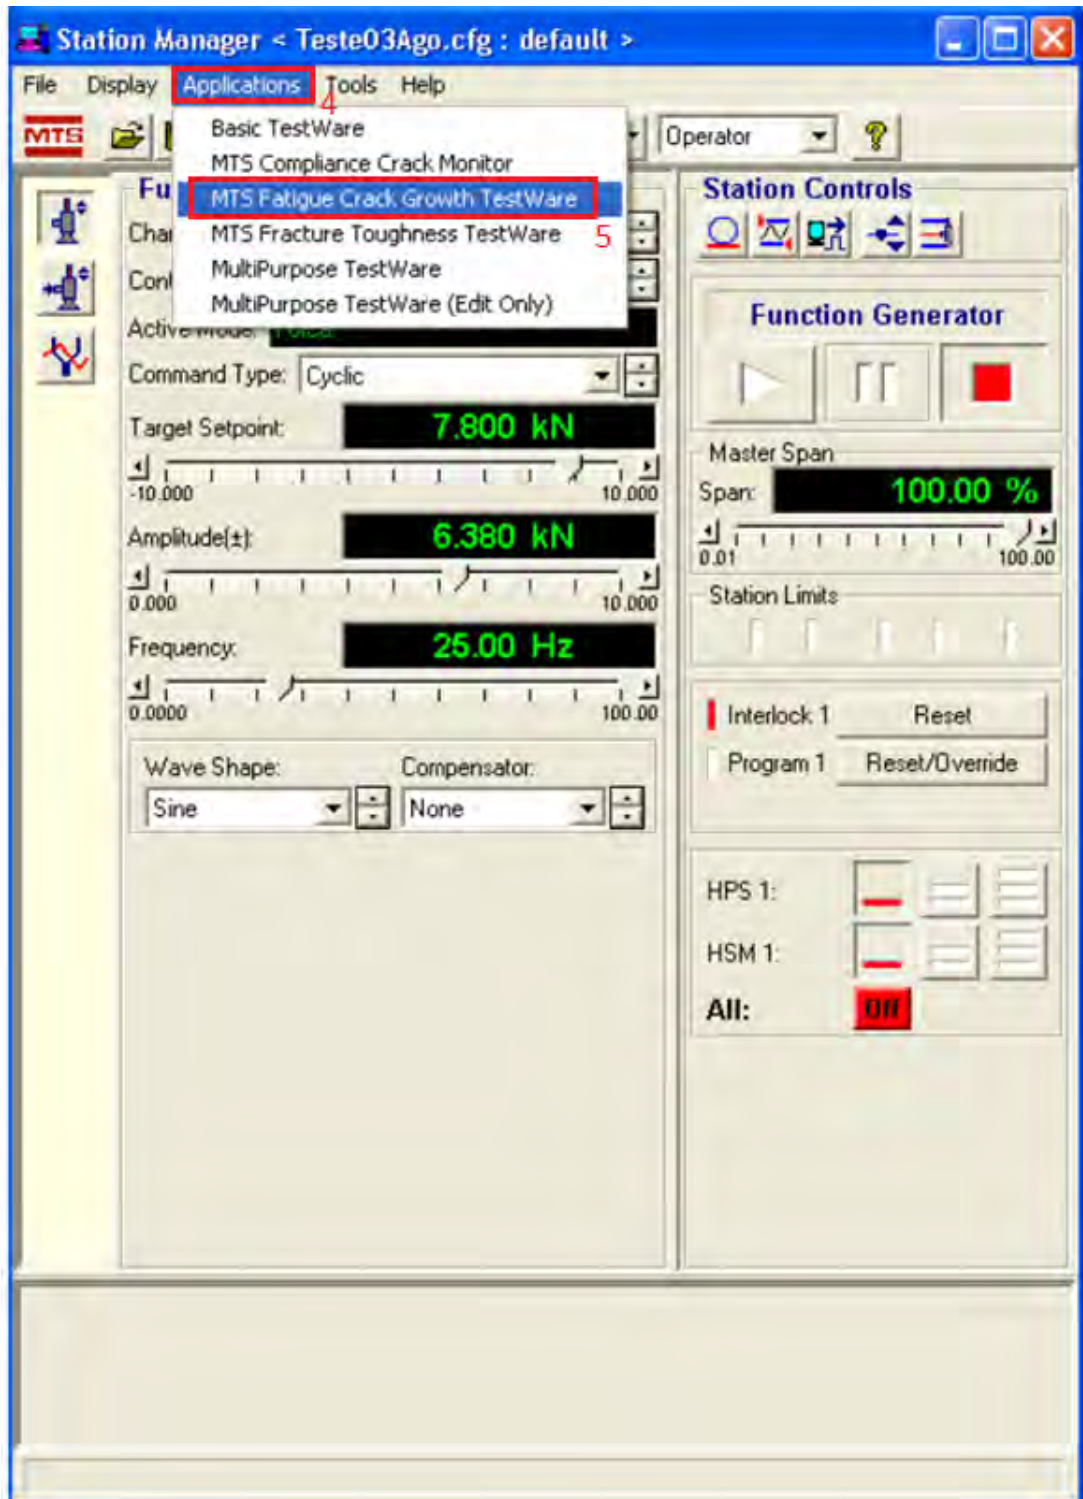 Station Manager < Teste03Ago.cfg : default >
File Display Applications Tools Help
4
MTS
Operator
Basic TestWare
MTS Compliance Crack Monitor
MTS Fatigue Crack Growth TestWare
MTS Fracture Toughness TestWare
5
MultiPurpose TestWare
MultiPurpose TestWare (Edit Only)
Fu
Char
Cont
Active Mode:
Command Type: Cyclic
Target Setpoint: 7.800 kN
-10.000 10.000
Amplitude(±): 6.380 kN
0.000 10.000
Frequency: 25.00 Hz
0.0000 100.00
Wave Shape: Compensator:
Sine None
Station Controls
Function Generator
Master Span
Span: 100.00 %
0.01 100.00
Station Limits
Interlock 1 Reset
Program 1 Reset/Override
HPS 1:
HSM 1:
All: Off